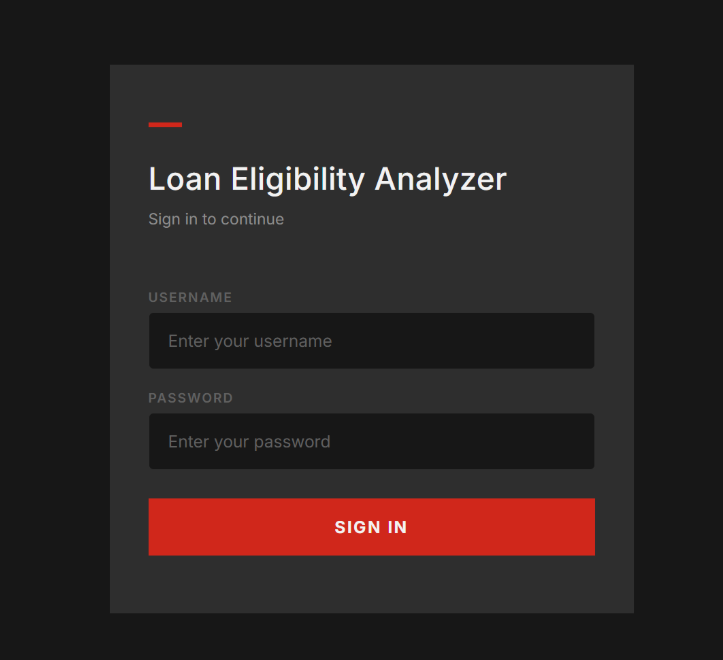 Loan Eligibility Analyzer
Sign in to continue
USERNAME
Enter your username
PASSWORD
Enter your password
SIGN IN